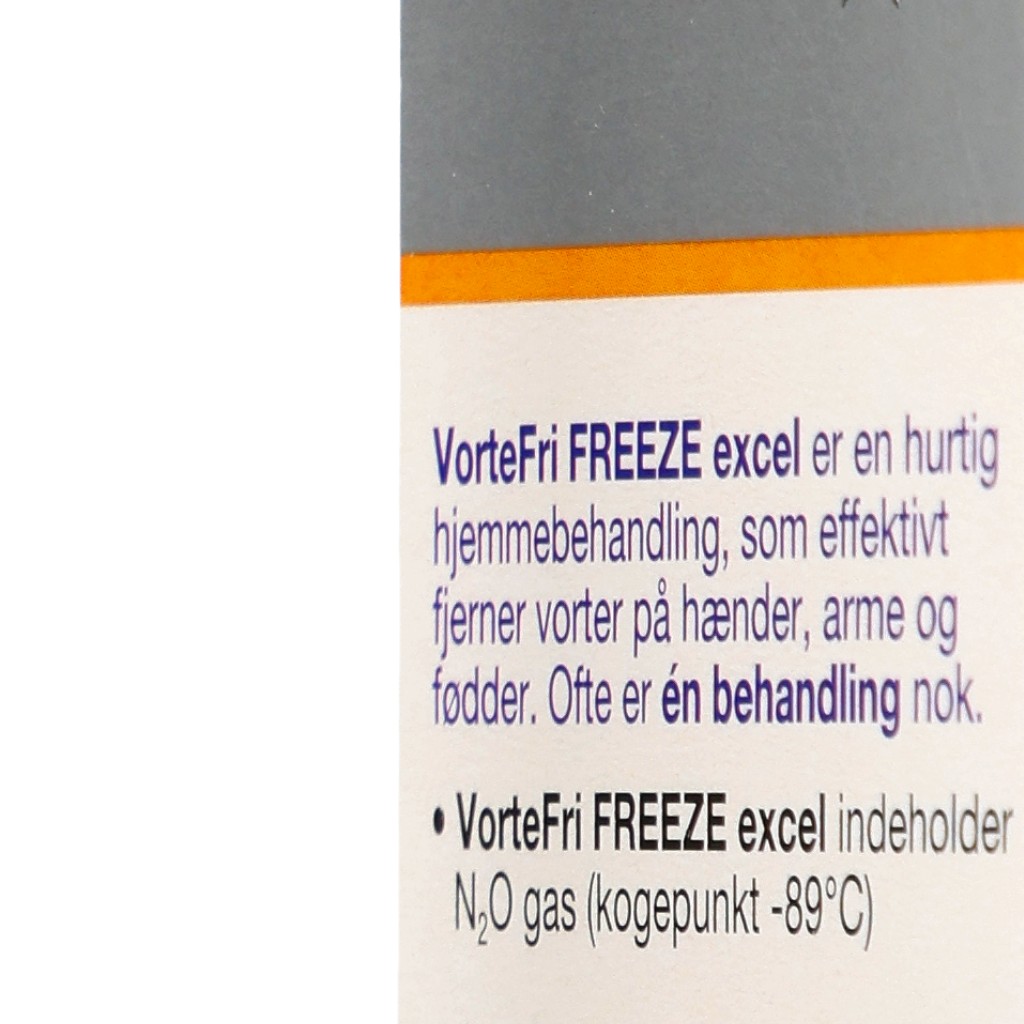 VorteFri FREEZE excel er en hurtig
hjemmebehandling, som effektivt
fjerner vorter på hænder, arme og
fødder. Ofte er én behandling nok.
• VorteFri FREEZE excel indeholder
N₂O gas (kogepunkt -89°C)